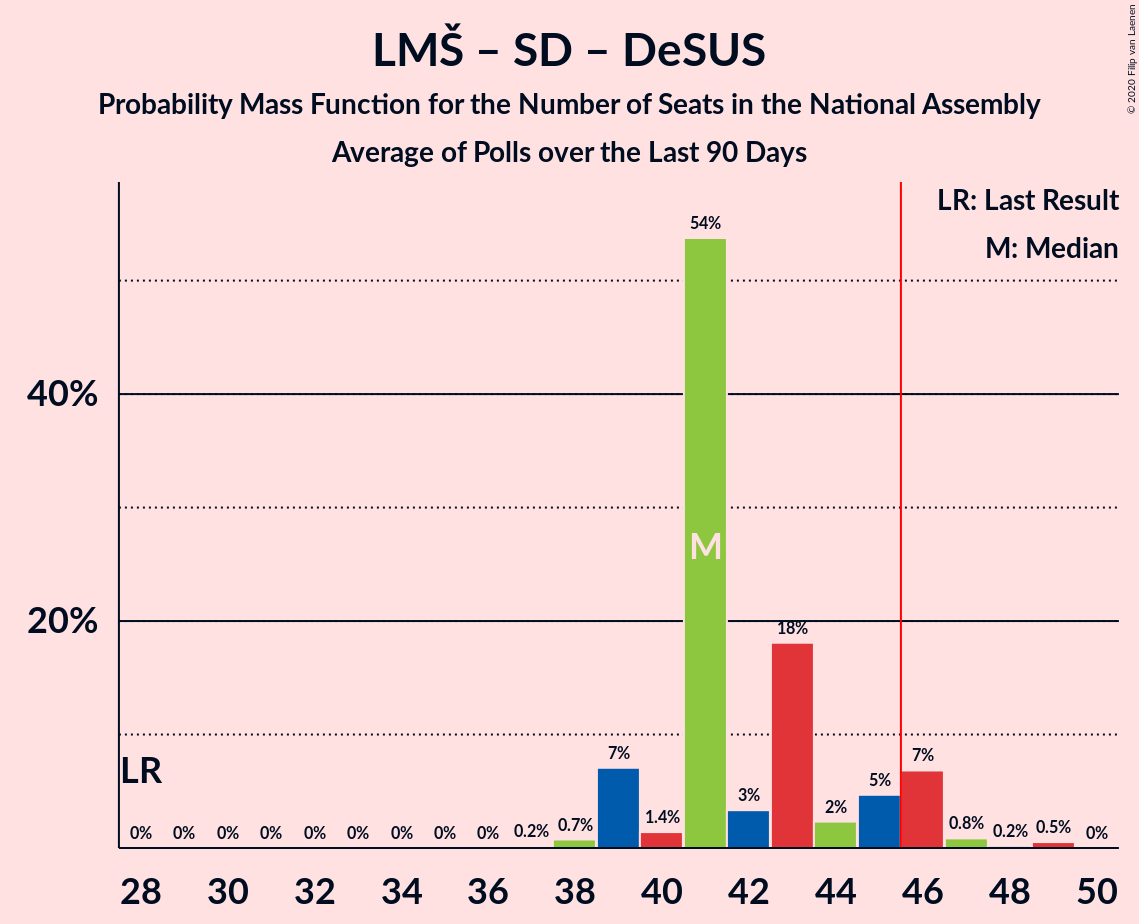 LMŠ – SD – DeSUS
Probability Mass Function for the Number of Seats in the National Assembly
Average of Polls over the Last 90 Days
© 2020 Filip van Laenen
LR: Last Result
M: Median
54%
40%
M
20%
18%
LR
0% 0% 0% 0% 0% 0% 0% 0% 0% 0.2% 0.7% 7% 1.4% 3% 2% 5% 7% 0.8% 0.2% 0.5% 0%
28 30 32 34 36 38 40 42 44 46 48 50